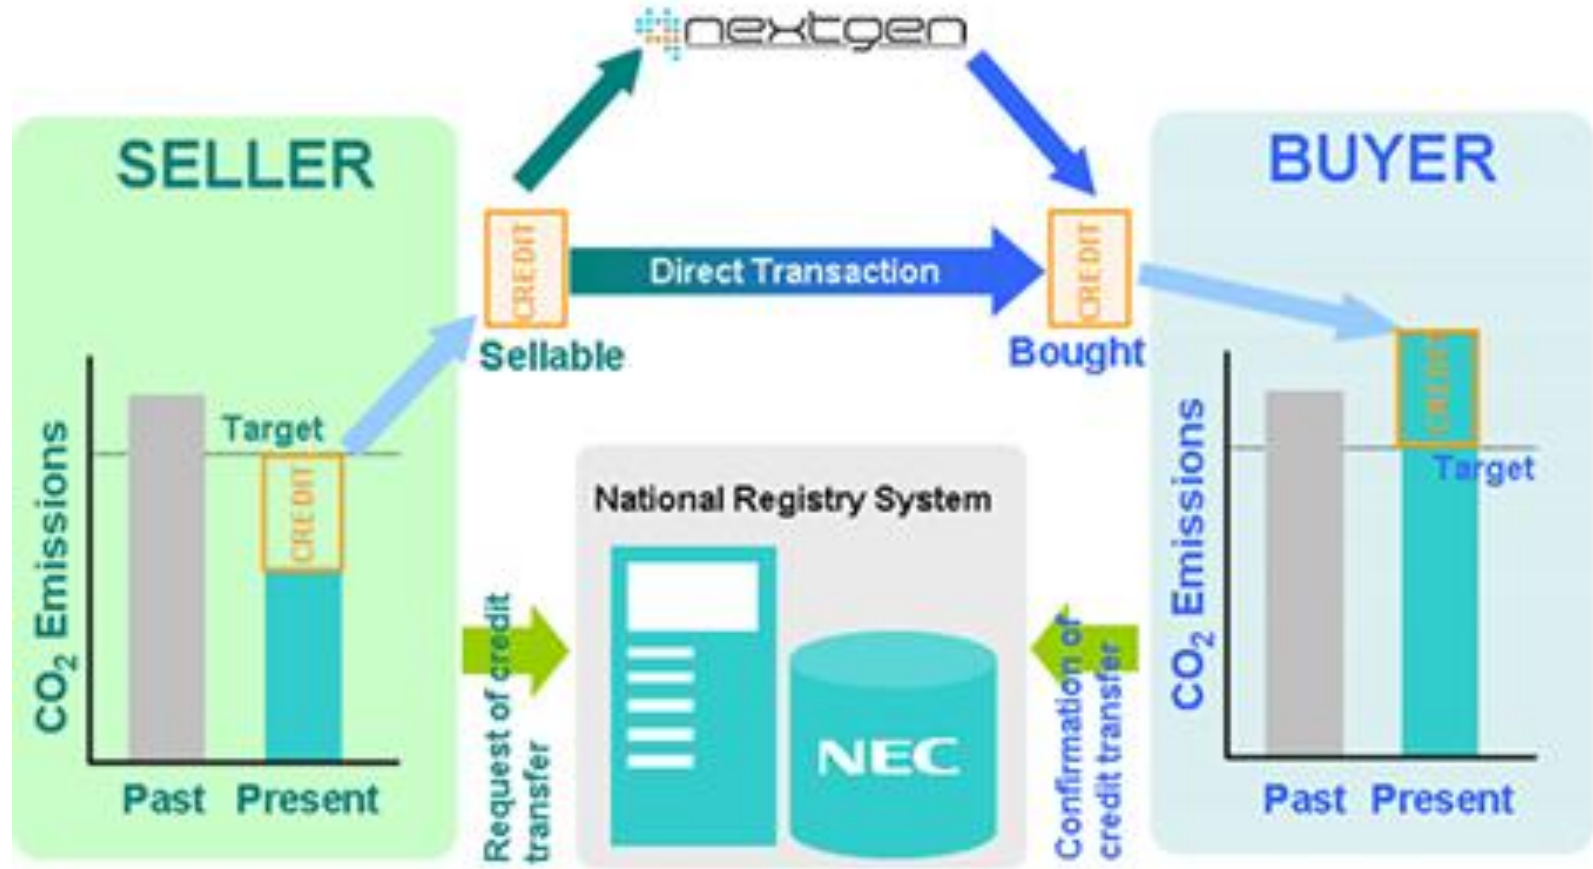 nextgen
SELLER
BUYER
CREDIT
Direct Transaction
CREDIT
Sellable
Bought
Target
CREDIT
CO₂ Emissions
Past Present
CREDIT
Target
CO₂ Emissions
Past Present
National Registry System
NEC
Request of credit
transfer
Confirmation of
credit transfer